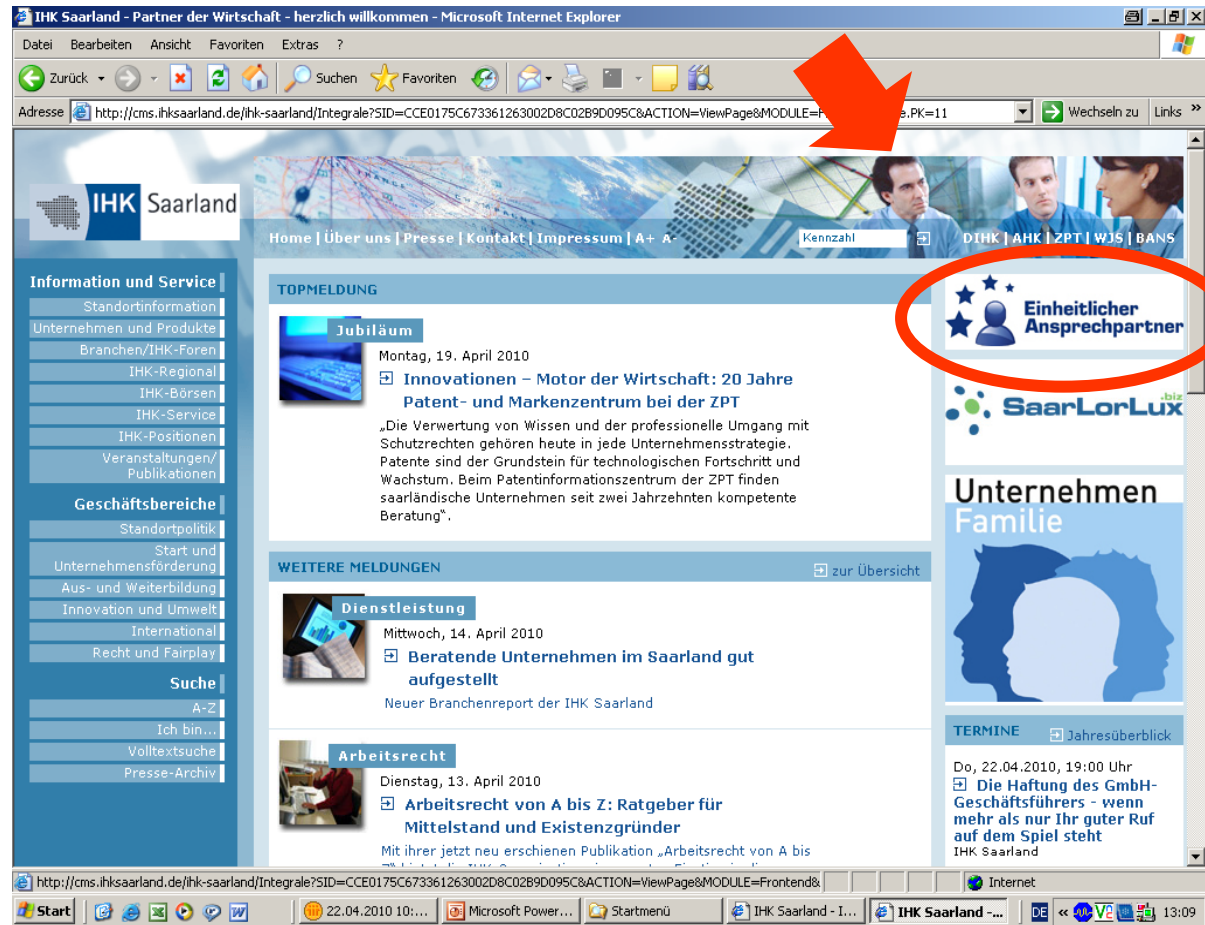 IHK Saarland - Partner der Wirtschaft - herzlich willkommen - Microsoft Internet Explorer
Datei Bearbeiten Ansicht Favoriten Extras ?
Zurück Suchen Favoriten
Adresse http://cms.ihksaarland.de/ihk-saarland/Integrale?SID=CCE0175C673361263002D8C02B9D095C&ACTION=ViewPage&MODULE=F e.PK=11 Wechseln zu Links »
IHK Saarland
Home | Über uns | Presse | Kontakt | Impressum | A+ A- Kennzahl DIHK | AHK | ZPT | WJS | BANS
Information und Service
Standortinformation
Unternehmen und Produkte
Branchen/IHK-Foren
IHK-Regional
IHK-Börsen
IHK-Service
IHK-Positionen
Veranstaltungen/
Publikationen
Geschäftsbereiche
Standortpolitik
Start und
Unternehmensförderung
Aus- und Weiterbildung
Innovation und Umwelt
International
Recht und Fairplay
Suche
A-Z
Ich bin...
Volltextsuche
Presse-Archiv
TOPMELDUNG
Jubiläum
Montag, 19. April 2010
Innovationen – Motor der Wirtschaft: 20 Jahre
Patent- und Markenzentrum bei der ZPT
„Die Verwertung von Wissen und der professionelle Umgang mit
Schutzrechten gehören heute in jede Unternehmensstrategie.
Patente sind der Grundstein für technologischen Fortschritt und
Wachstum. Beim Patentinformationszentrum der ZPT finden
saarländische Unternehmen seit zwei Jahrzehnten kompetente
Beratung“.
WEITERE MELDUNGEN zur Übersicht
Dienstleistung
Mittwoch, 14. April 2010
Beratende Unternehmen im Saarland gut
aufgestellt
Neuer Branchenreport der IHK Saarland
Arbeitsrecht
Dienstag, 13. April 2010
Arbeitsrecht von A bis Z: Ratgeber für
Mittelstand und Existenzgründer
Mit ihrer jetzt neu erschienen Publikation „Arbeitsrecht von A bis
Einheitlicher
Ansprechpartner
SaarLorLux .biz
Unternehmen
Familie
TERMINE Jahresüberblick
Do, 22.04.2010, 19:00 Uhr
Die Haftung des GmbH-
Geschäftsführers - wenn
mehr als nur Ihr guter Ruf
auf dem Spiel steht
IHK Saarland
http://cms.ihksaarland.de/ihk-saarland/Integrale?SID=CCE0175C673361263002D8C02B9D095C&ACTION=ViewPage&MODULE=Frontend& Internet
Start 22.04.2010 10:... Microsoft Power... Startmenü IHK Saarland - I... IHK Saarland -... DE « 13:09